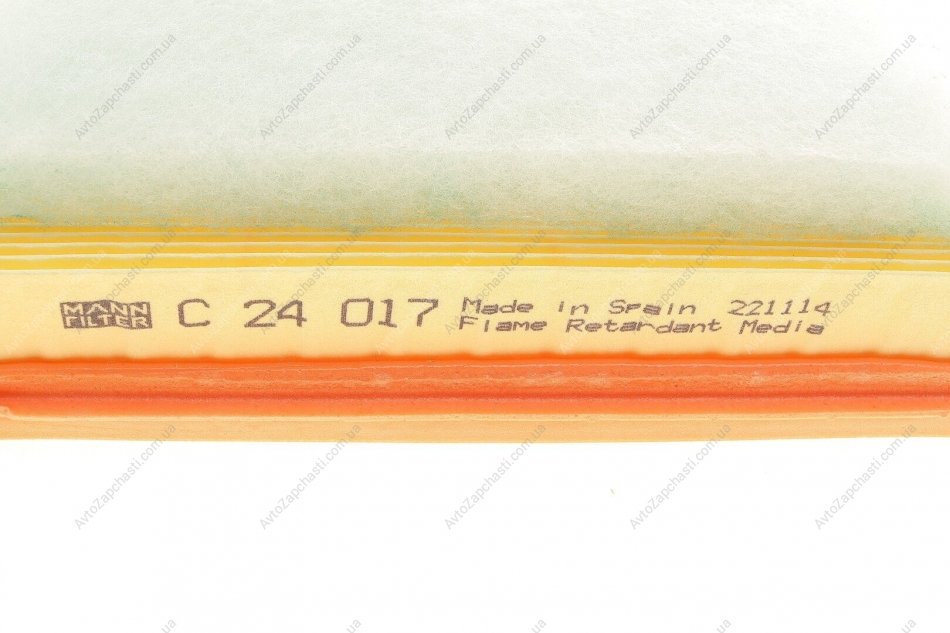 MANN FILTER C 24 017 Made in Spain 221114
Flame Retardant Media
AvtoZapchasti.com.ua